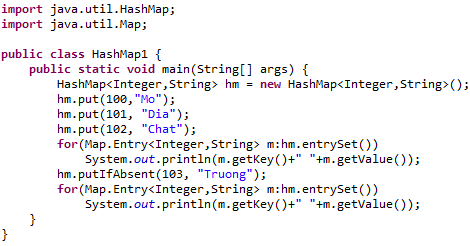 import java.util.HashMap;
import java.util.Map;

public class HashMap1 {
    public static void main(String[] args) {
        HashMap<Integer,String> hm = new HashMap<Integer,String>();
        hm.put(100,"Mo");
        hm.put(101, "Dia");
        hm.put(102, "Chat");
        for(Map.Entry<Integer,String> m:hm.entrySet())
            System.out.println(m.getKey()+" "+m.getValue());
        hm.putIfAbsent(103, "Truong");
        for(Map.Entry<Integer,String> m:hm.entrySet())
            System.out.println(m.getKey()+" "+m.getValue());
    }
}